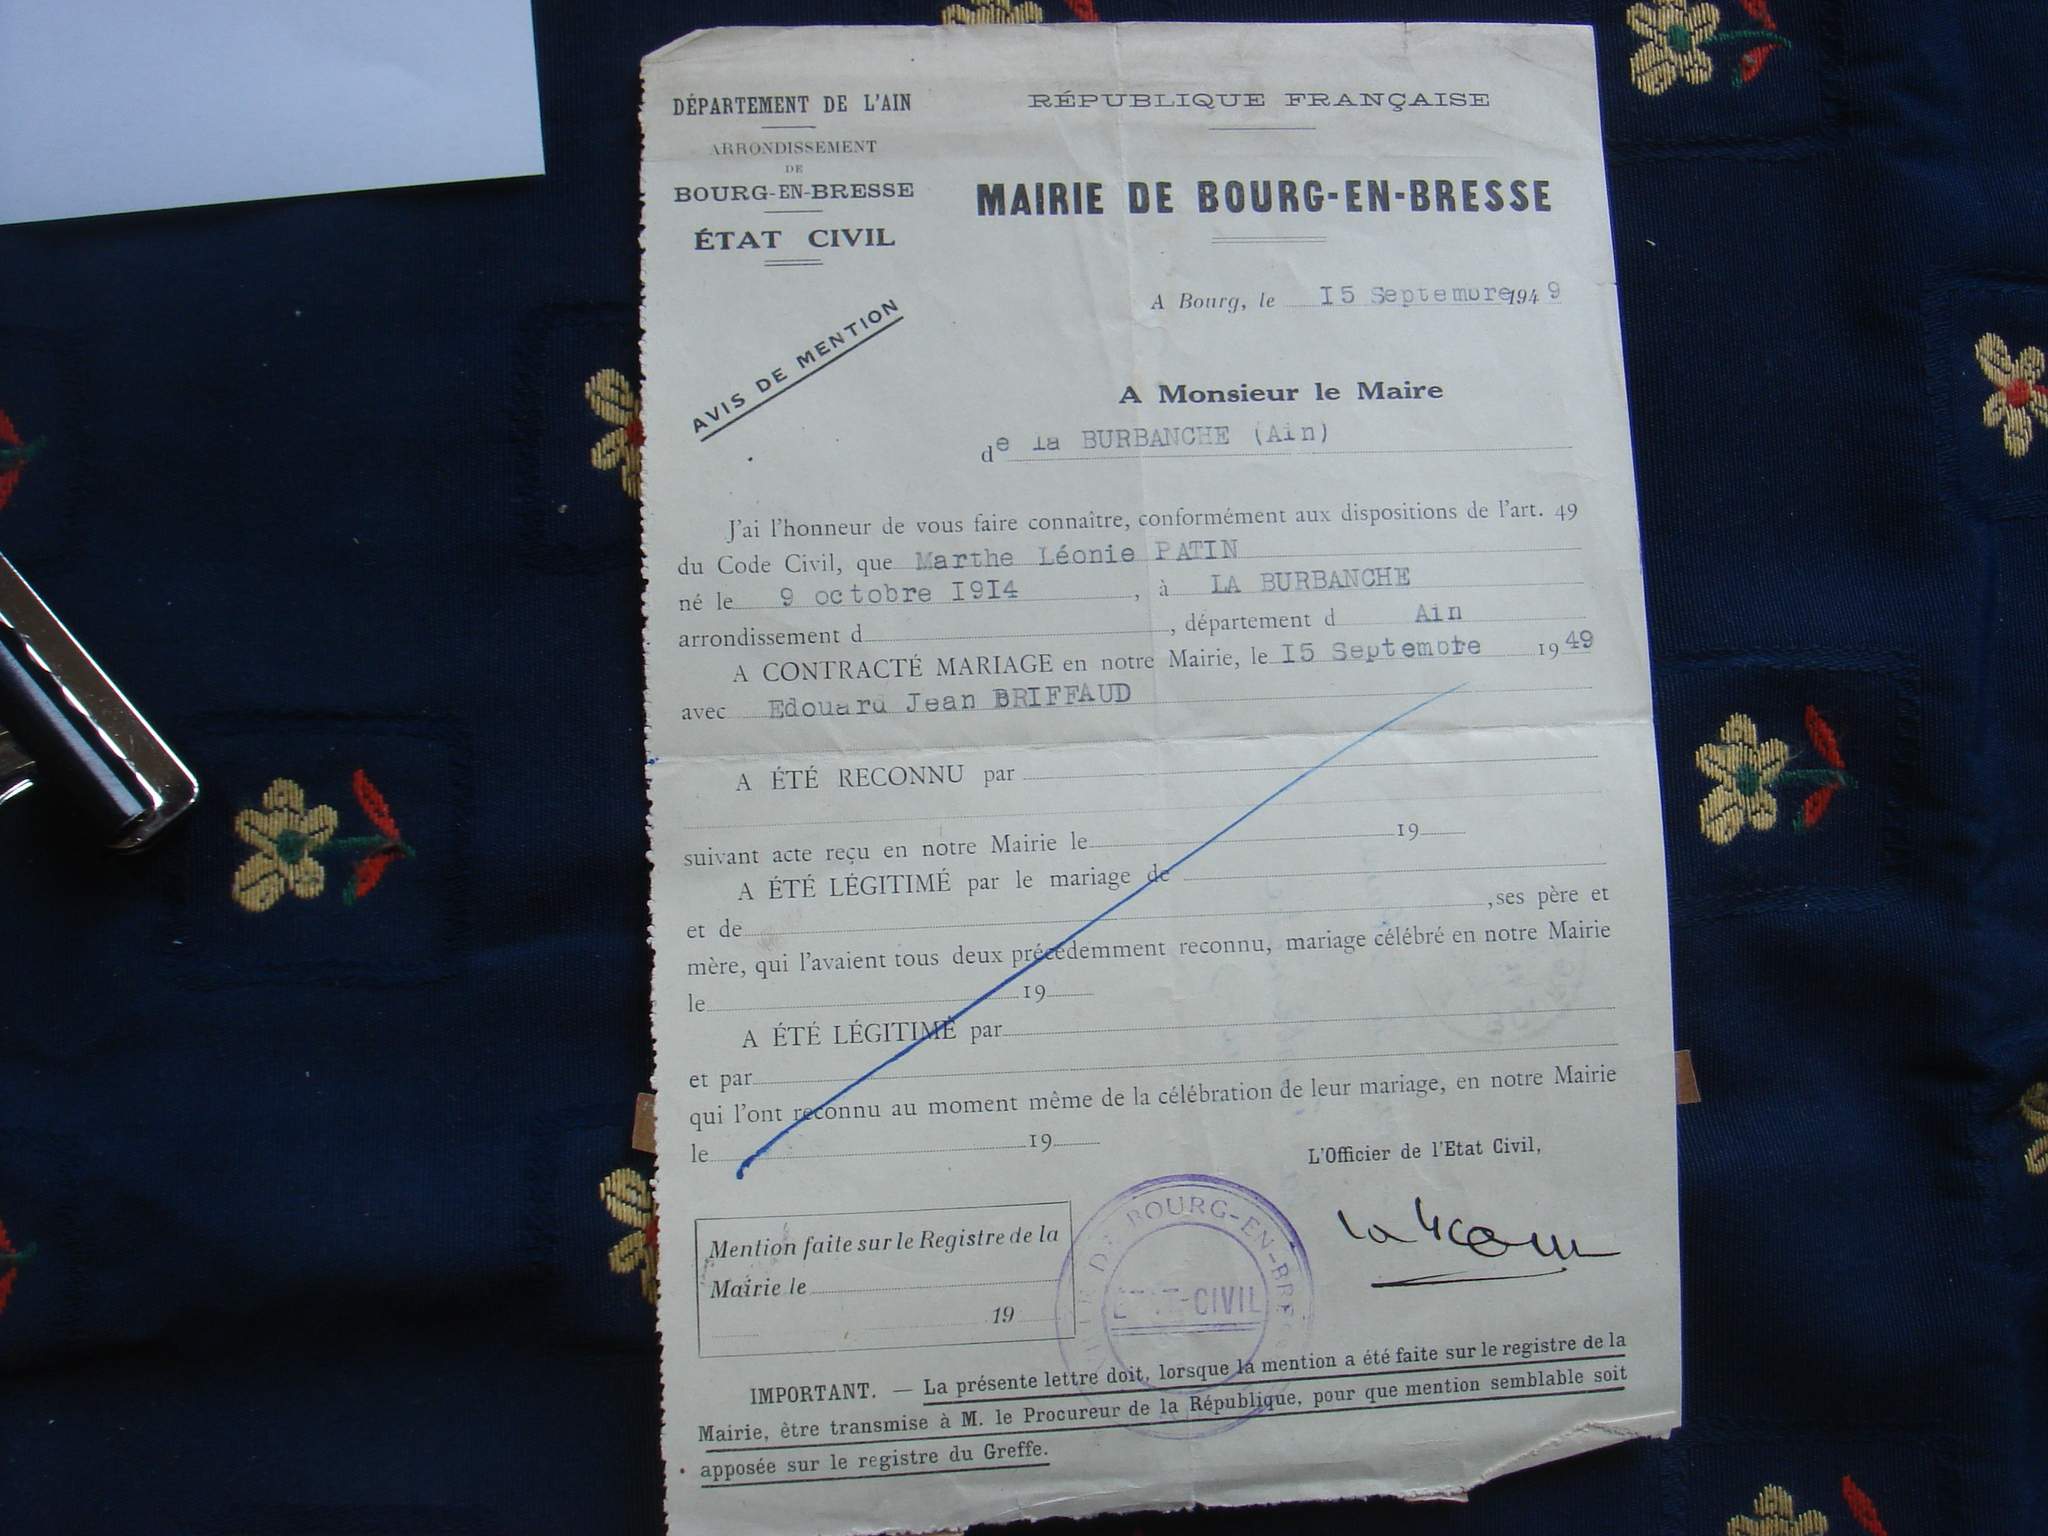 DÉPARTEMENT DE L'AIN
ARRONDISSEMENT
DE
BOURG-EN-BRESSE
ÉTAT CIVIL
RÉPUBLIQUE FRANÇAISE
MAIRIE DE BOURG-EN-BRESSE
A Bourg, le I5 Septembre 1949
AVIS DE MENTION
A Monsieur le Maire
de la BURBANCHE (Ain)
J'ai l'honneur de vous faire connaître, conformément aux dispositions de l'art. 49
du Code Civil, que Marthe Léonie PATIN
né le 9 octobre I9I4, à LA BURBANCHE
arrondissement d, département d Ain
A CONTRACTÉ MARIAGE en notre Mairie, le I5 Septembre 1949
avec Edouard Jean BRIFFAUD
A ÉTÉ RECONNU par
suivant acte reçu en notre Mairie le 19
A ÉTÉ LÉGITIMÉ par le mariage de
et de ,ses père et
mère, qui l'avaient tous deux précédemment reconnu, mariage célébré en notre Mairie
le 19
A ÉTÉ LÉGITIMÉ par
et par
qui l'ont reconnu au moment même de la célébration de leur mariage, en notre Mairie
le 19
L'Officier de l'Etat Civil,
Mention faite sur le Registre de la
Mairie le
19
VILLE DE BOURG-EN-BRESSE
ETAT-CIVIL
IMPORTANT. — La présente lettre doit, lorsque la mention a été faite sur le registre de la
Mairie, être transmise à M. le Procureur de la République, pour que mention semblable soit
apposée sur le registre du Greffe.